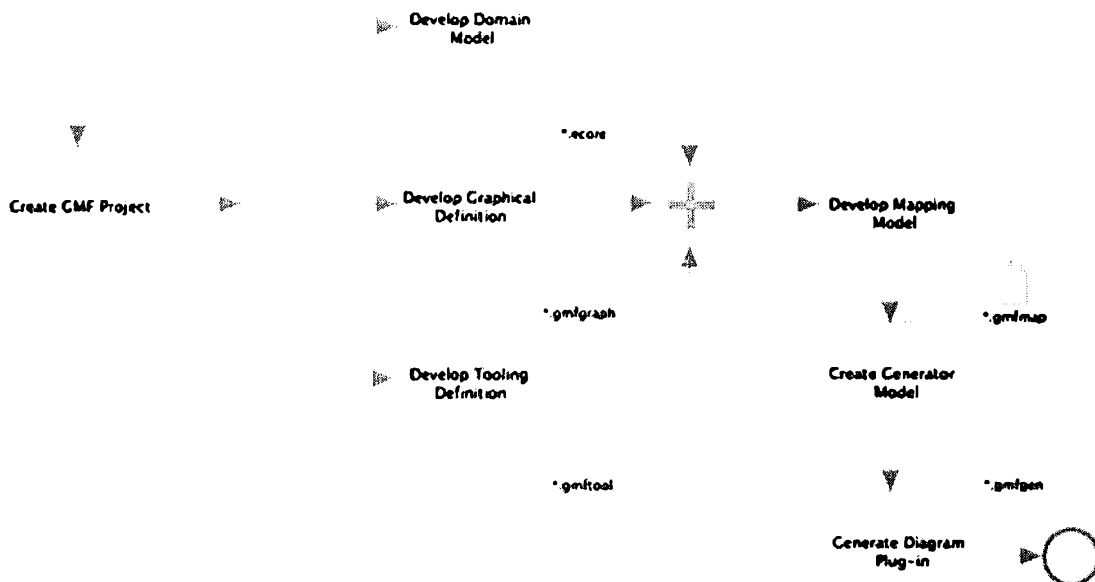 Develop Domain
Model
*.ecore
Create GMF Project
Develop Graphical
Definition
Develop Mapping
Model
*.gmfgraph
*.gmfmap
Develop Tooling
Definition
Create Generator
Model
*.gmftool
*.gmfgen
Generate Diagram
Plug-in